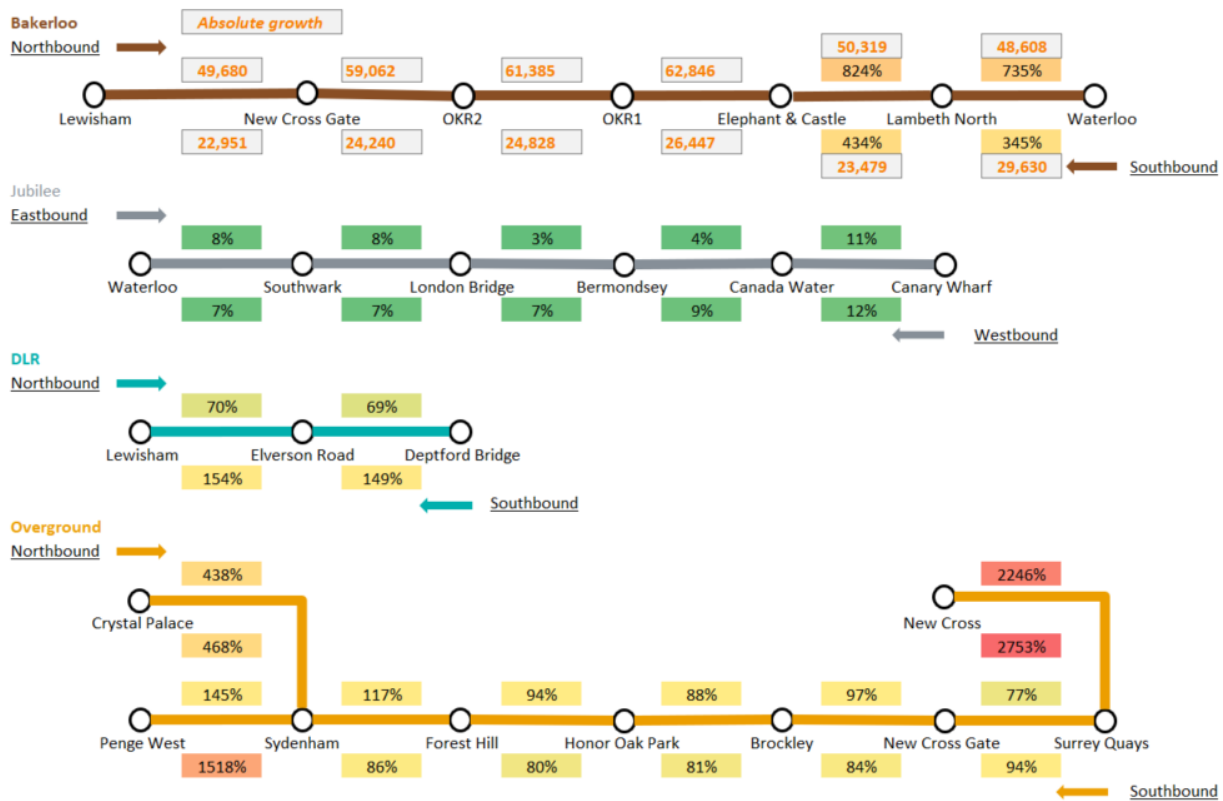 Bakerloo
Absolute growth
Northbound
50,319 48,608
49,680 59,062 61,385 62,846 824% 735%
Lewisham New Cross Gate OKR2 OKR1 Elephant & Castle Lambeth North Waterloo
22,951 24,240 24,828 26,447 434% 345%
23,479 29,630 Southbound
Jubilee
Eastbound
8% 8% 3% 4% 11%
Waterloo Southwark London Bridge Bermondsey Canada Water Canary Wharf
7% 7% 7% 9% 12%
Westbound
DLR
Northbound
70% 69%
Lewisham Elverson Road Deptford Bridge
154% 149%
Southbound
Overground
Northbound
438% 2246%
Crystal Palace New Cross
468% 2753%
145% 117% 94% 88% 97% 77%
Penge West Sydenham Forest Hill Honor Oak Park Brockley New Cross Gate Surrey Quays
1518% 86% 80% 81% 84% 94%
Southbound